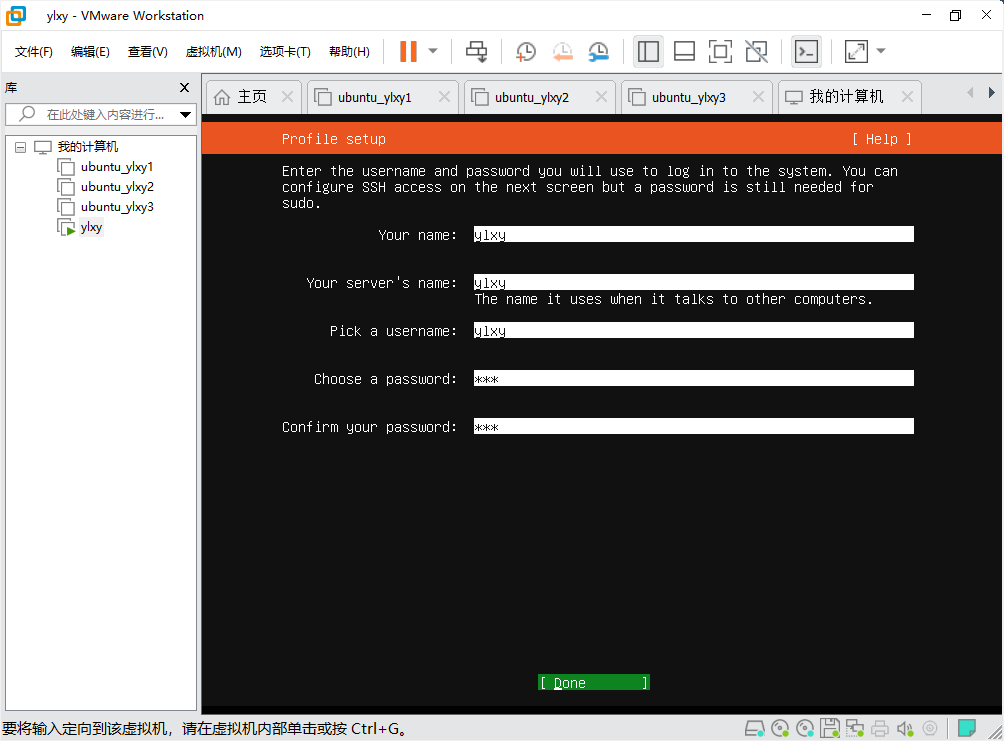 ylxy - VMware Workstation
文件(F) 编辑(E) 查看(V) 虚拟机(M) 选项卡(T) 帮助(H)
库
在此处键入内容进行...
我的计算机
ubuntu_ylxy1
ubuntu_ylxy2
ubuntu_ylxy3
ylxy
主页 ubuntu_ylxy1 ubuntu_ylxy2 ubuntu_ylxy3 我的计算机
Profile setup [ Help ]
Enter the username and password you will use to log in to the system. You can
configure SSH access on the next screen but a password is still needed for
sudo.
Your name: ylxy
Your server's name: ylxy
The name it uses when it talks to other computers.
Pick a username: ylxy
Choose a password: ***
Confirm your password: ***
[ Done ]
要将输入定向到该虚拟机，请在虚拟机内部单击或按 Ctrl+G。